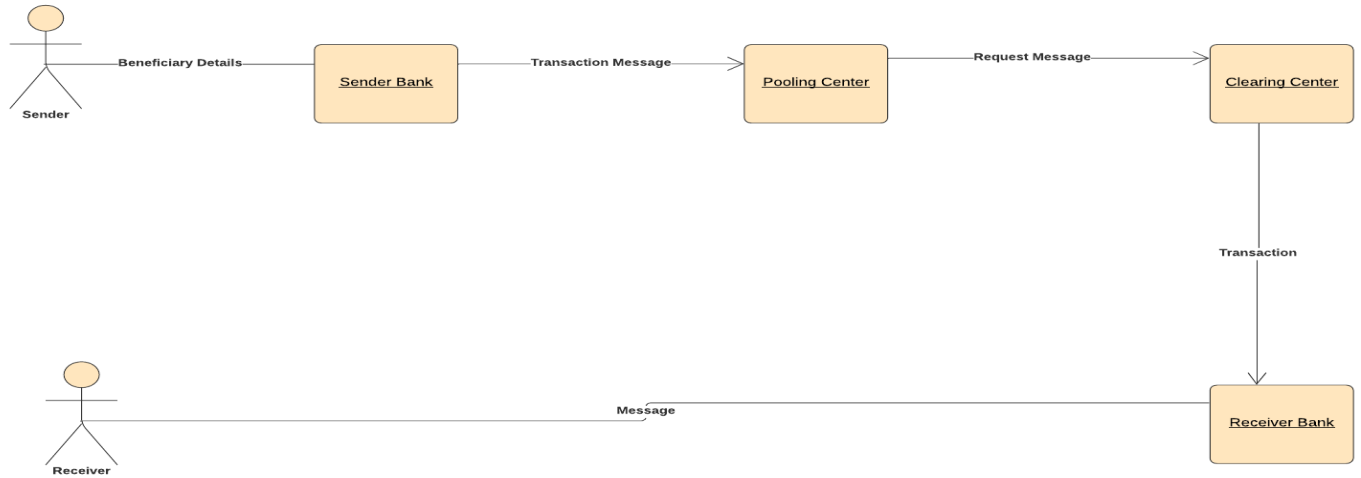 Beneficiary Details
Transaction Message
Request Message
Sender Bank
Pooling Center
Clearing Center
Sender
Transaction
Message
Receiver Bank
Receiver